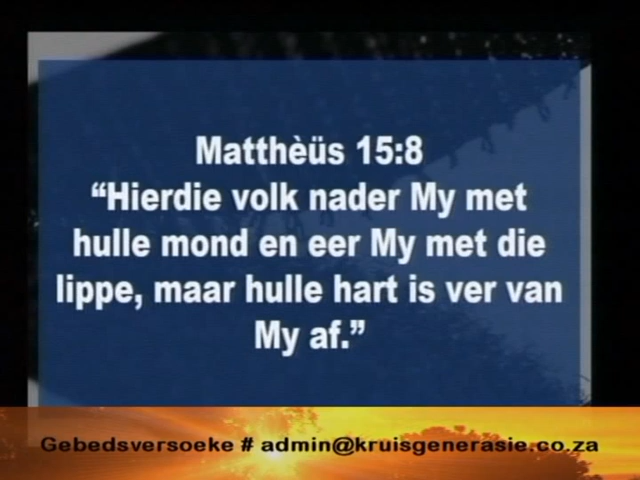 Matthèüs 15:8
“Hierdie volk nader My met
hulle mond en eer My met die
lippe, maar hulle hart is ver van
My af.”
Gebedsversoeke # admin@kruisgenerasie.co.za